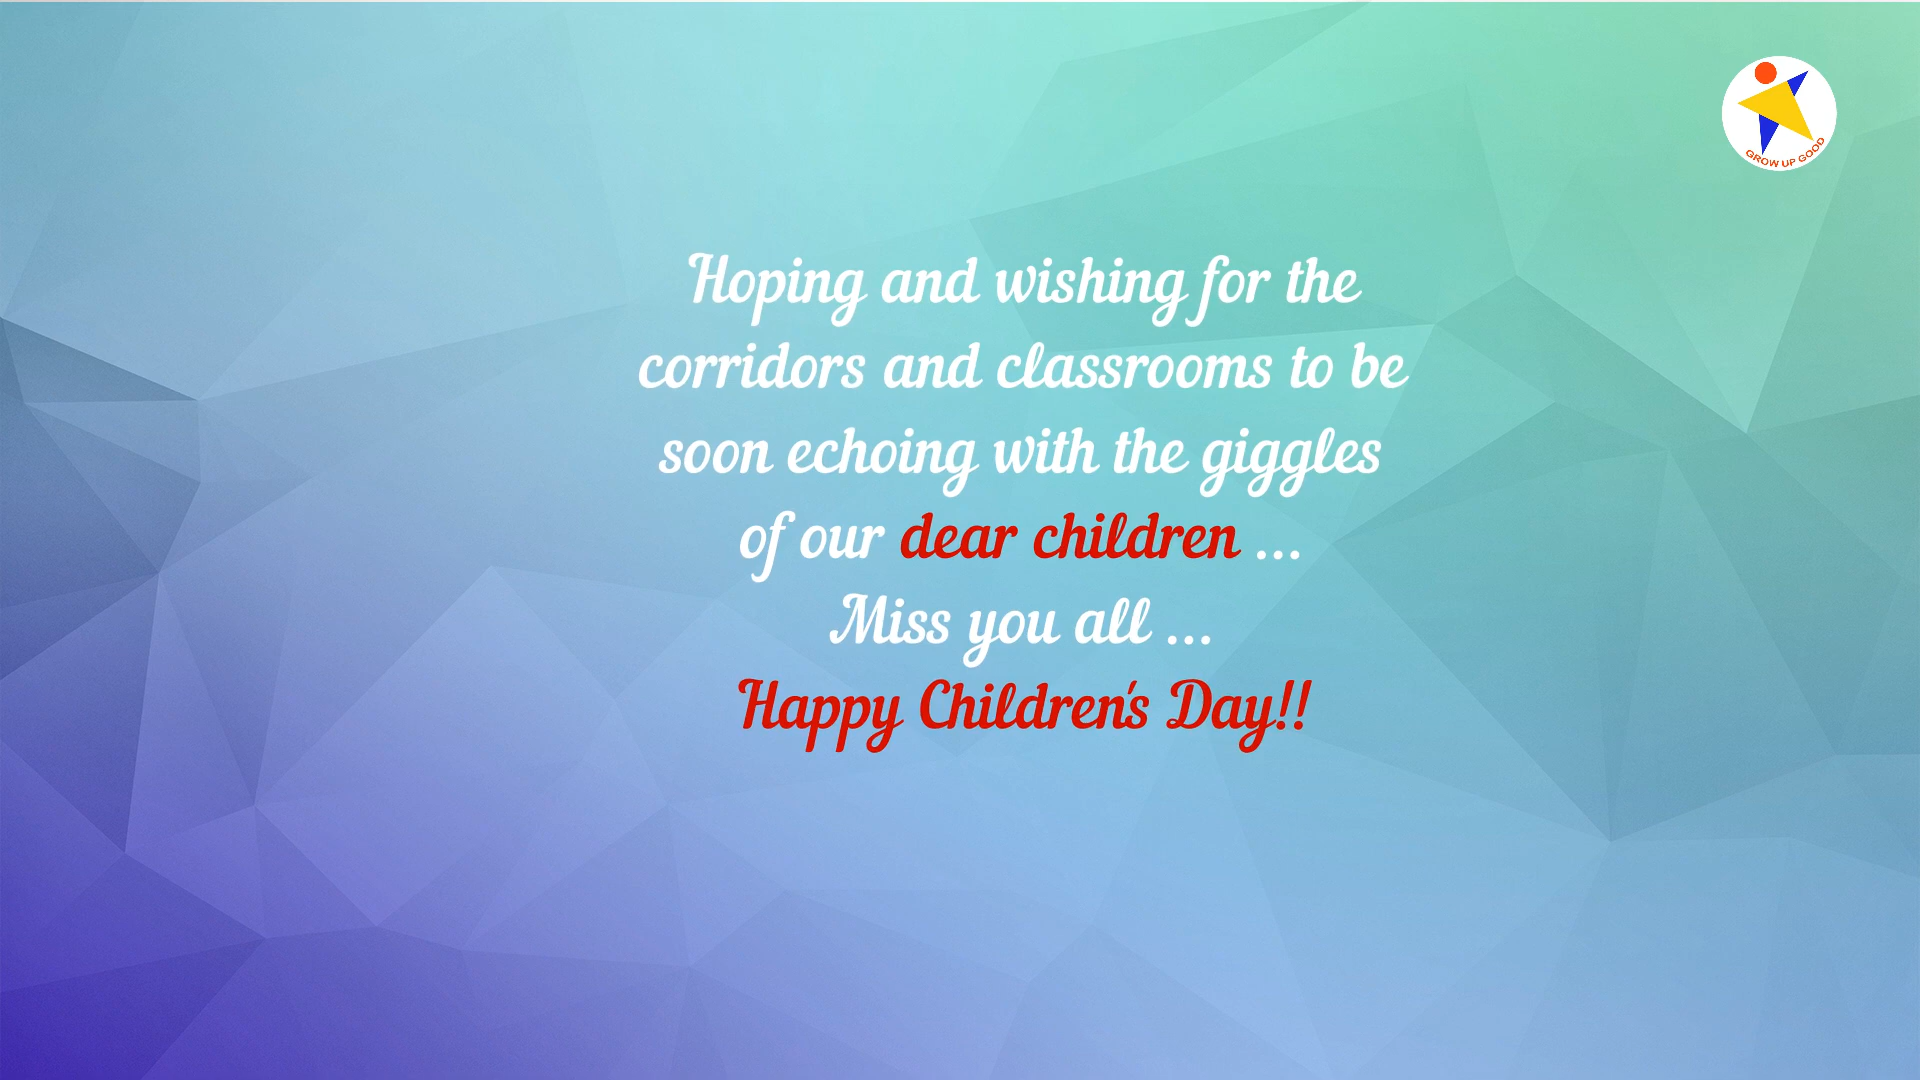 GROW UP GOOD
Hoping and wishing for the
corridors and classrooms to be
soon echoing with the giggles
of our dear children ...
Miss you all ...
Happy Children's Day!!